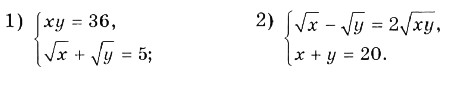 1) { xy = 36,
√x + √y = 5;
2) { √x − √y = 2√xy,
x + y = 20.